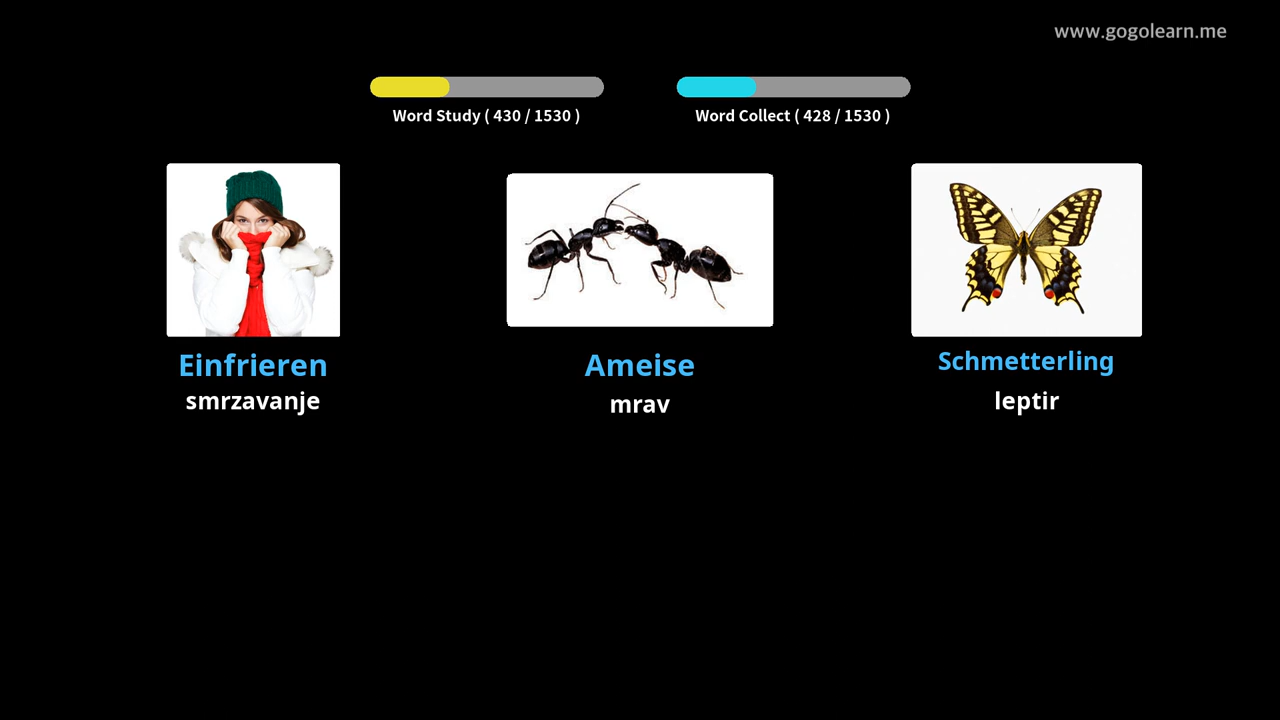 www.gogolearn.me
Word Study ( 430 / 1530 )
Word Collect ( 428 / 1530 )
Einfrieren
Ameise
Schmetterling
smrzavanje
mrav
leptir